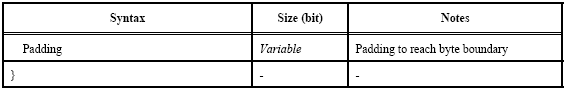 Syntax Size (bit) Notes
Padding Variable Padding to reach byte boundary
} - -